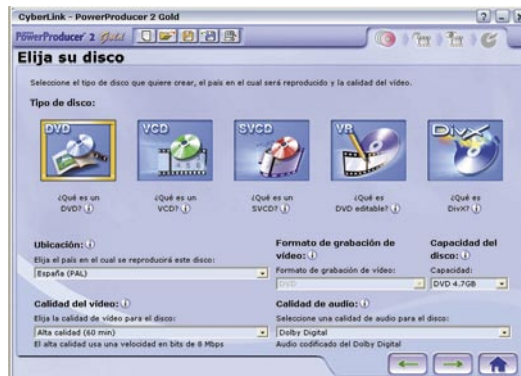 CyberLink - PowerProducer 2 Gold
PowerProducer 2 Gold
Elija su disco
Seleccione el tipo de disco que quiere crear, el país en el cual será reproducido y la calidad del vídeo.
Tipo de disco:
DVD VCD SVCD VR DivX
¿Qué es un DVD? (i)
¿Qué es un VCD? (i)
¿Qué es un SVCD? (i)
¿Qué es DVD editable? (i)
¿Qué es DivX? (i)
Ubicación: (i)
Elija el país en el cual se reproducirá este disco:
España (PAL)
Formato de grabación de vídeo: (i)
Formato de grabación de vídeo:
DVD
Capacidad del disco: (i)
Capacidad:
DVD 4.7GB
Calidad del vídeo: (i)
Elija la calidad de vídeo para el disco:
Alta calidad (60 min)
El alta calidad usa una velocidad en bits de 8 Mbps
Calidad de audio: (i)
Seleccione una calidad de audio para el disco:
Dolby Digital
Audio codificado del Dolby Digital